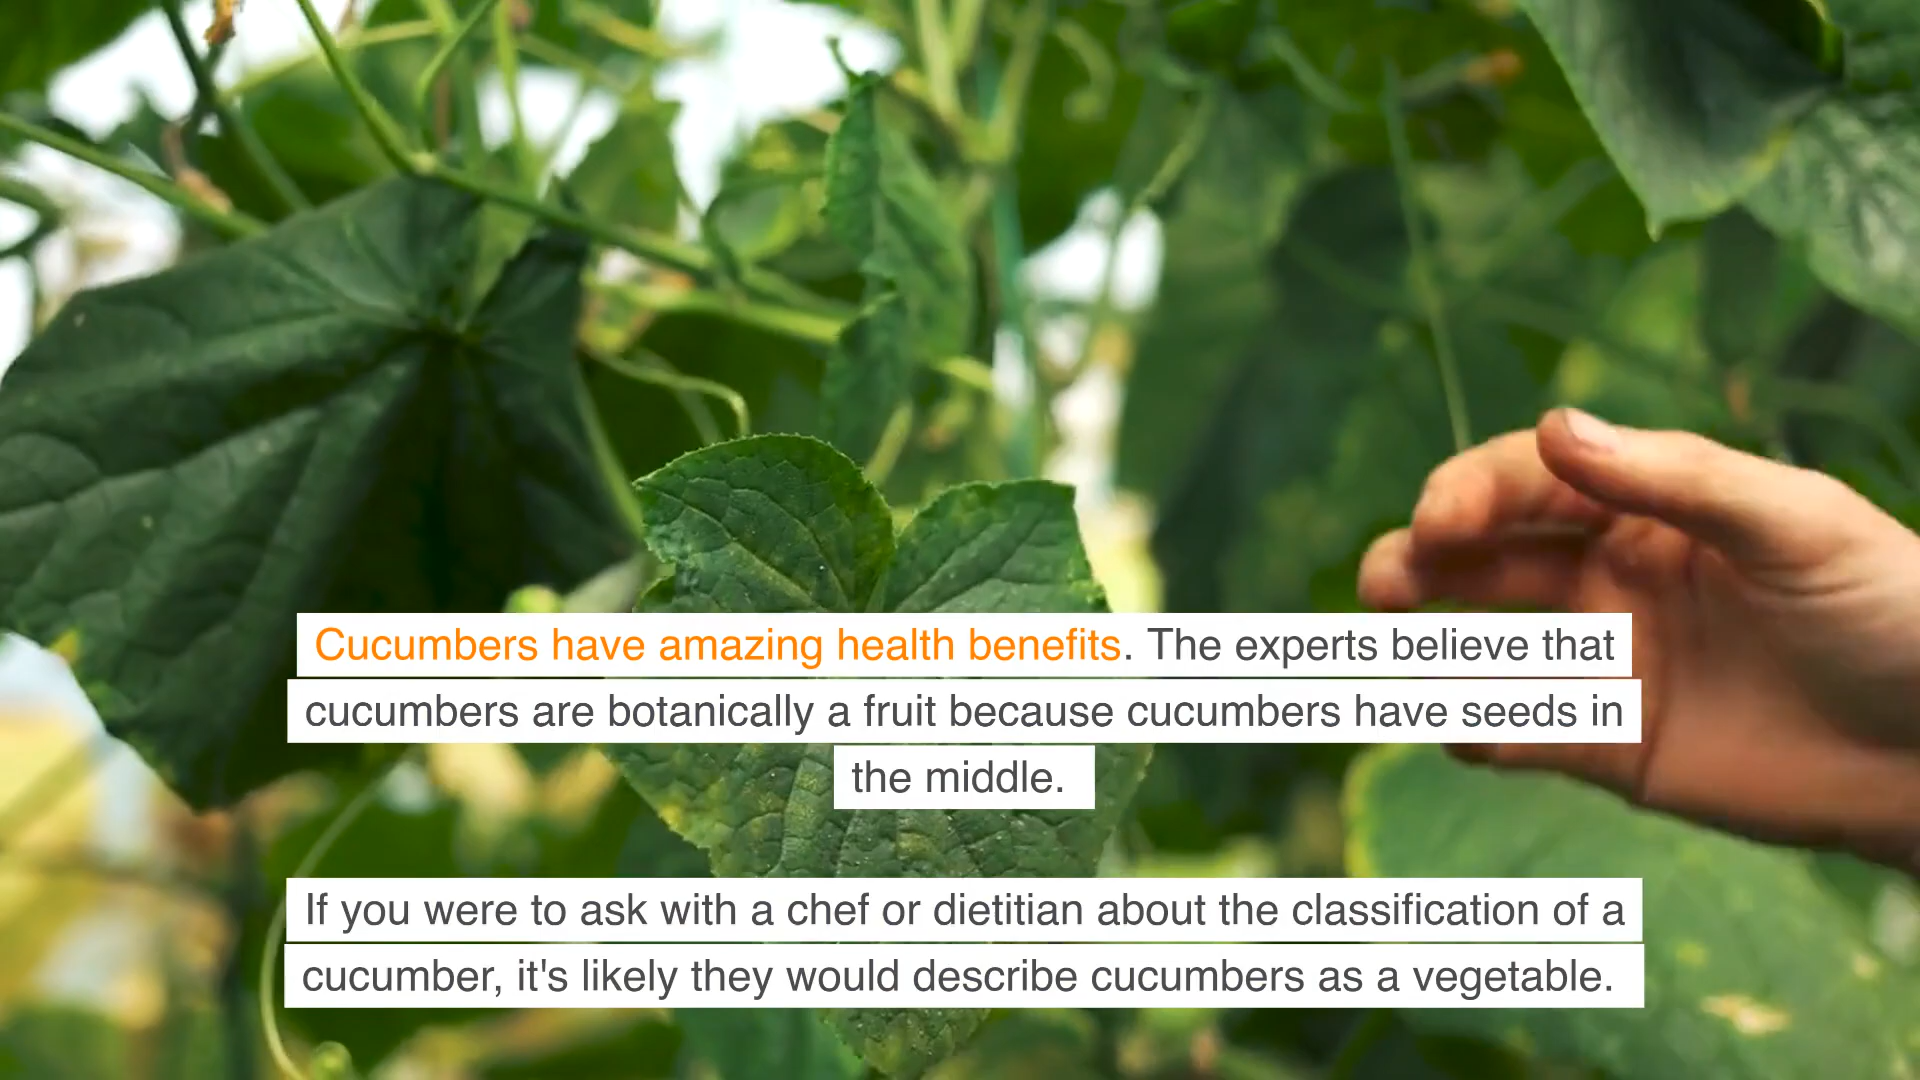 Cucumbers have amazing health benefits. The experts believe that
cucumbers are botanically a fruit because cucumbers have seeds in
the middle.
If you were to ask with a chef or dietitian about the classification of a
cucumber, it's likely they would describe cucumbers as a vegetable.